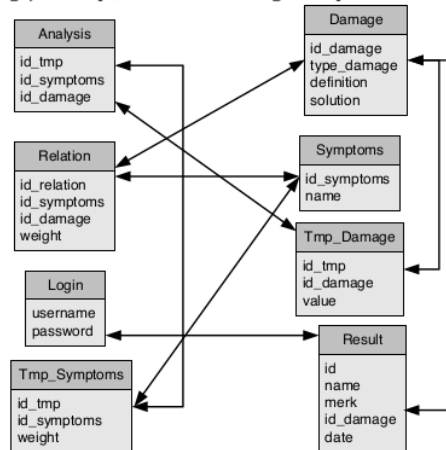 Analysis
id_tmp
id_symptoms
id_damage
Relation
id_relation
id_symptoms
id_damage
weight
Login
username
password
Tmp_Symptoms
id_tmp
id_symptoms
weight
Damage
id_damage
type_damage
definition
solution
Symptoms
id_symptoms
name
Tmp_Damage
id_tmp
id_damage
value
Result
id
name
merk
id_damage
date